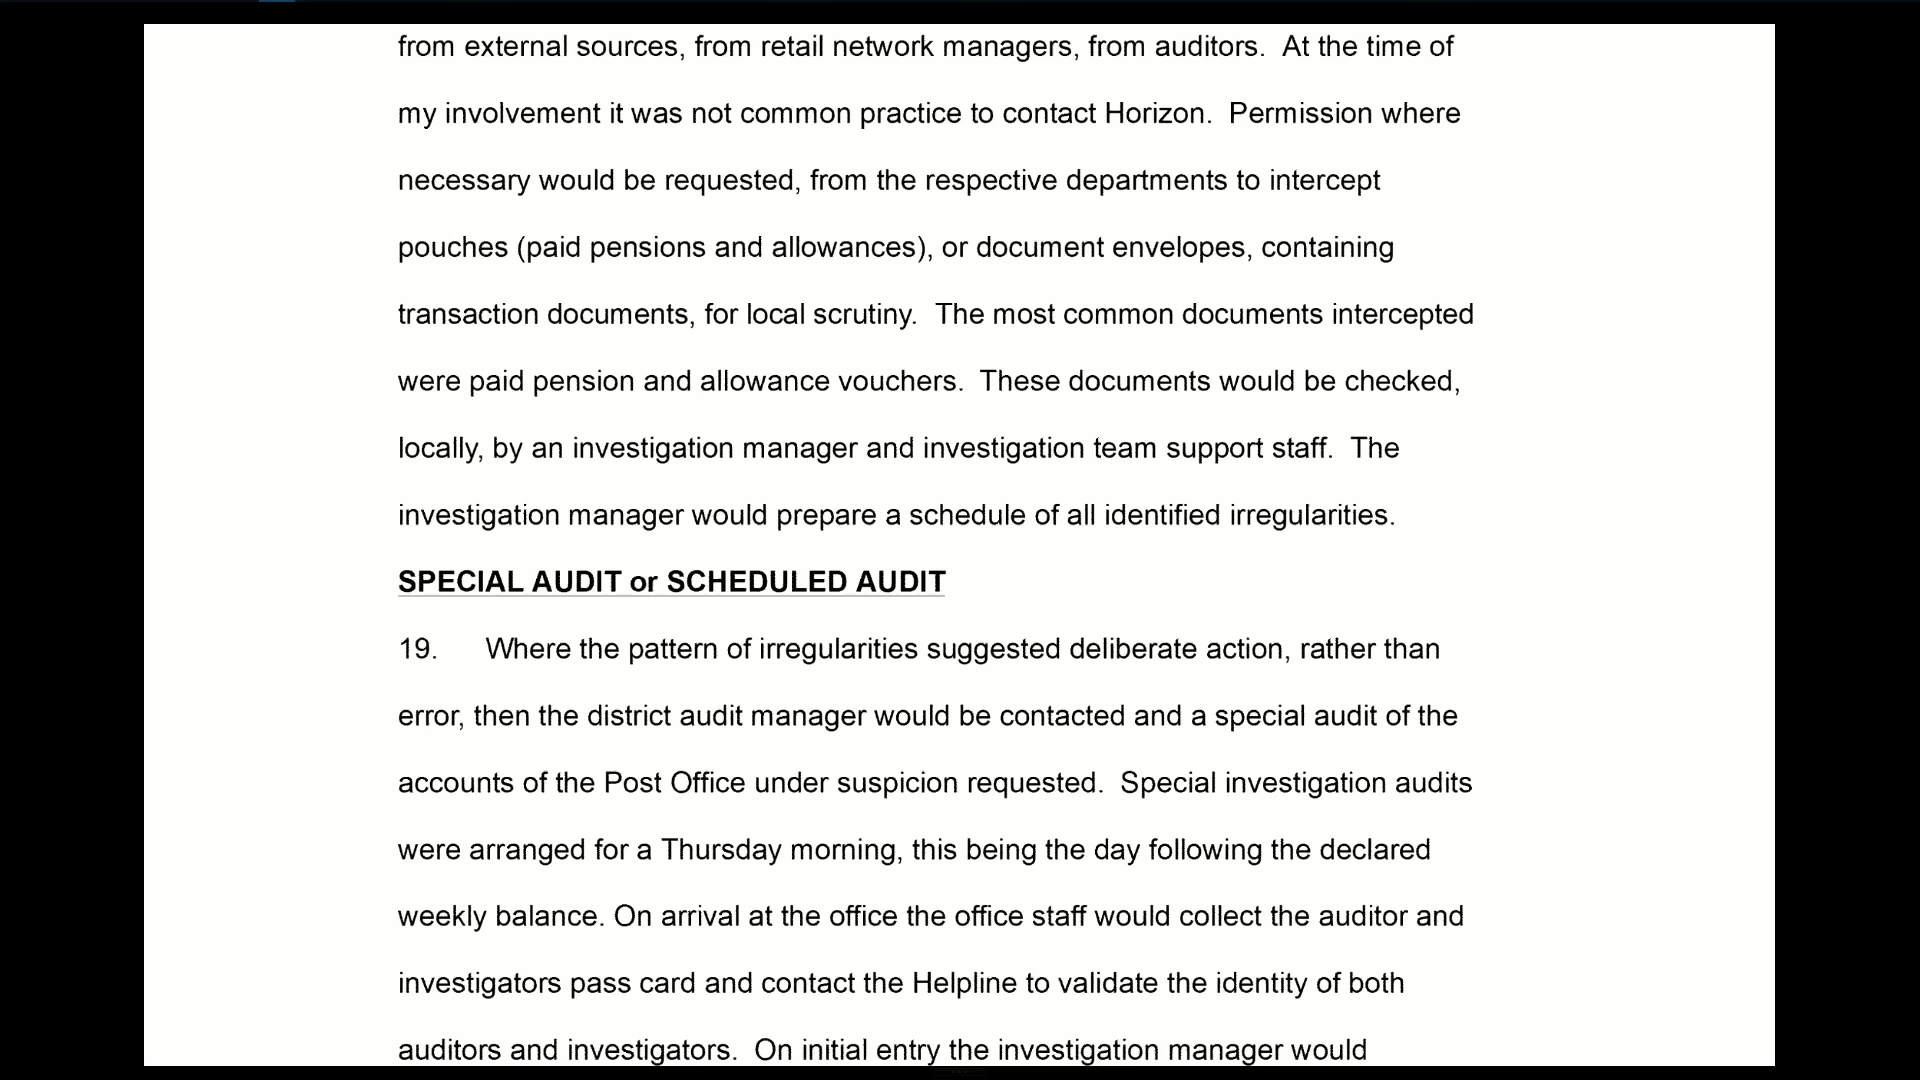 from external sources, from retail network managers, from auditors.  At the time of
my involvement it was not common practice to contact Horizon.  Permission where
necessary would be requested, from the respective departments to intercept
pouches (paid pensions and allowances), or document envelopes, containing
transaction documents, for local scrutiny.  The most common documents intercepted
were paid pension and allowance vouchers.  These documents would be checked,
locally, by an investigation manager and investigation team support staff.  The
investigation manager would prepare a schedule of all identified irregularities.
SPECIAL AUDIT or SCHEDULED AUDIT
19. Where the pattern of irregularities suggested deliberate action, rather than
error, then the district audit manager would be contacted and a special audit of the
accounts of the Post Office under suspicion requested.  Special investigation audits
were arranged for a Thursday morning, this being the day following the declared
weekly balance. On arrival at the office the office staff would collect the auditor and
investigators pass card and contact the Helpline to validate the identity of both
auditors and investigators.  On initial entry the investigation manager would